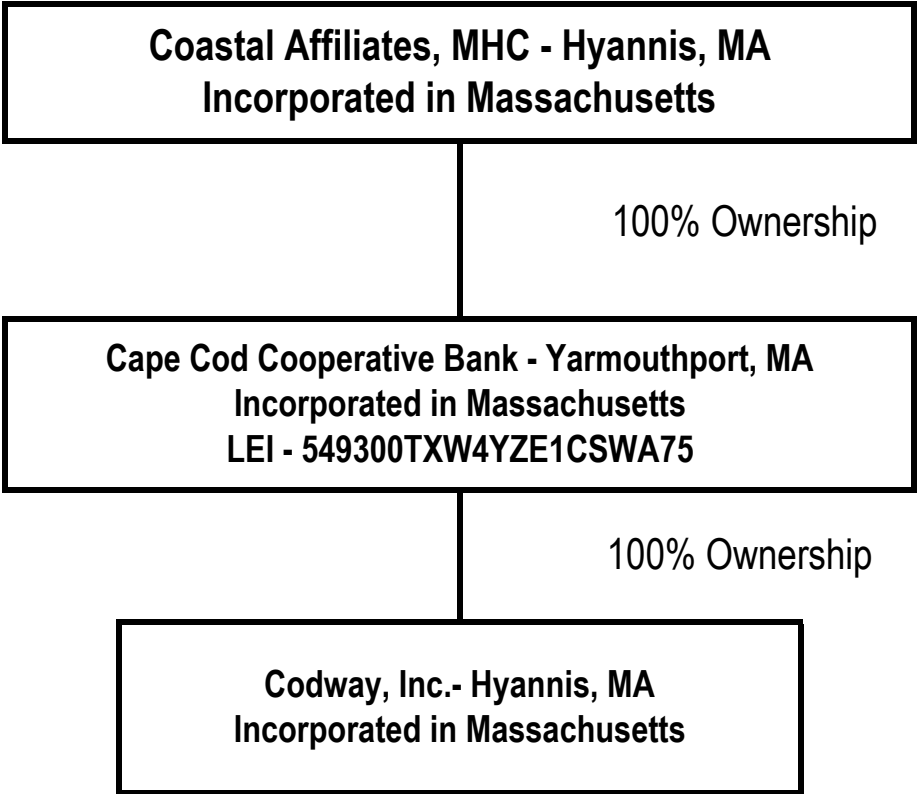 Coastal Affiliates, MHC - Hyannis, MA
Incorporated in Massachusetts
100% Ownership
Cape Cod Cooperative Bank - Yarmouthport, MA
Incorporated in Massachusetts
LEI - 549300TXW4YZE1CSWA75
100% Ownership
Codway, Inc.- Hyannis, MA
Incorporated in Massachusetts